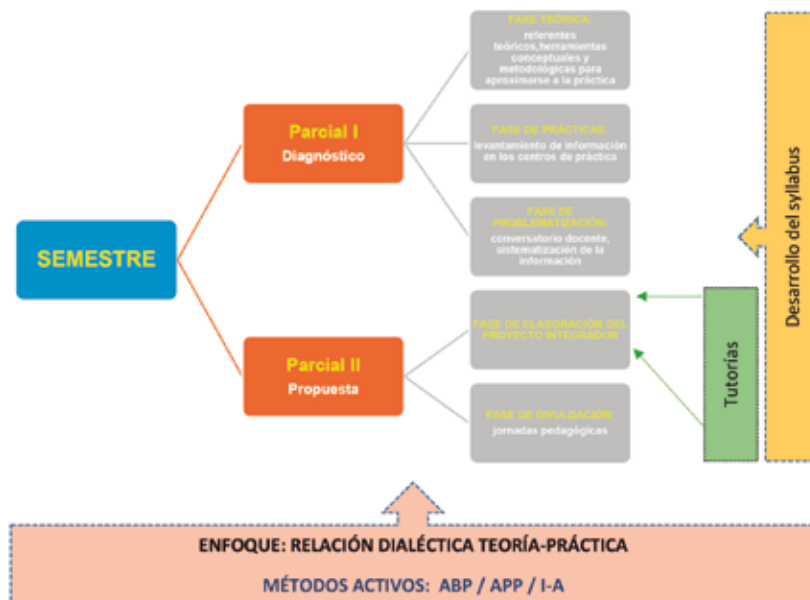 SEMESTRE
Parcial I
Diagnóstico
FASE TEÓRICA:
referentes
teóricos,herramientas
conceptuales y
metodológicas para
aproximarse a la práctica
FASE DE PRÁCTICAS:
levantamiento de información
en los centros de práctica
FASE DE
PROBLEMATIZACIÓN:
conversatorio docente,
sistematización de la
información
Parcial II
Propuesta
FASE DE ELABORACIÓN DEL
PROYECTO INTEGRADOR
FASE DE DIVULGACIÓN:
jornadas pedagógicas
Tutorías
Desarrollo del syllabus
ENFOQUE: RELACIÓN DIALÉCTICA TEORÍA-PRÁCTICA
MÉTODOS ACTIVOS: ABP / APP / I-A